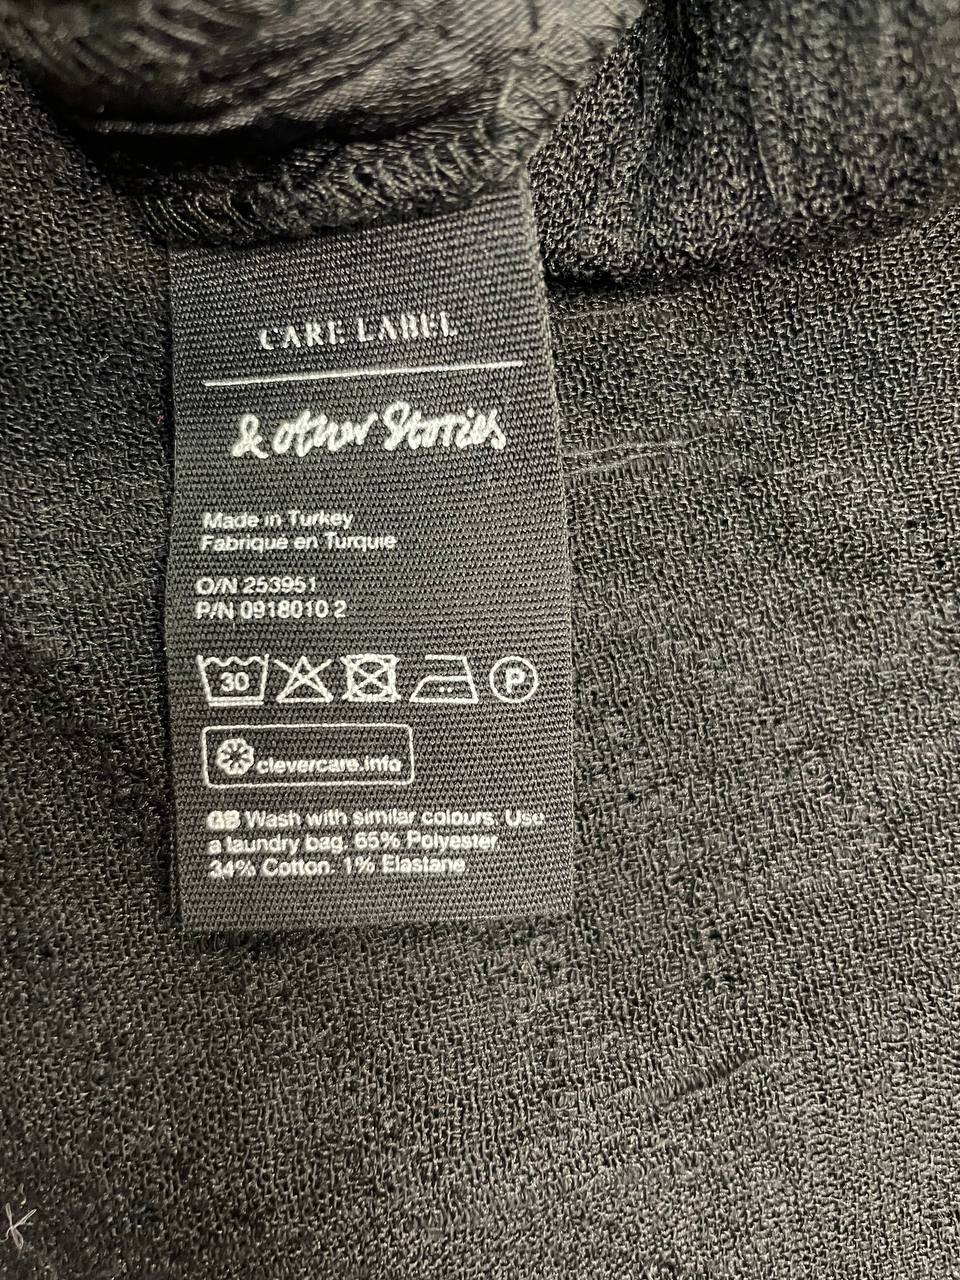 CARE LABEL
& other Stories
Made in Turkey
Fabriqué en Turquie
O/N 253951
P/N 0918010 2
30 P
clevercare.info
GB Wash with similar colours. Use
a laundry bag. 65% Polyester
34% Cotton. 1% Elastane.